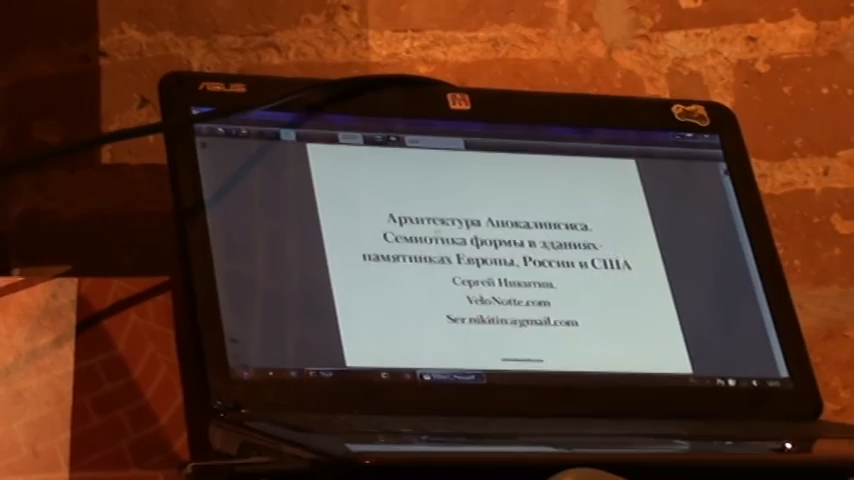 ASUS
Архитектура Апокалипсиса.
Семиотика формы в зданиях-
памятниках Европы, России и США
Сергей Никитин,
VeloNotte.com
Ser.nikitin@gmail.com